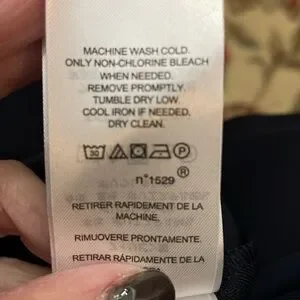 MACHINE WASH COLD.
ONLY NON-CHLORINE BLEACH
WHEN NEEDED.
REMOVE PROMPTLY.
TUMBLE DRY LOW.
COOL IRON IF NEEDED.
DRY CLEAN.
30 P
®
n°1529
RETIRER RAPIDEMENT DE LA
MACHINE.
RIMUOVERE PRONTAMENTE.
RETIRAR RÁPIDAMENTE DE LA